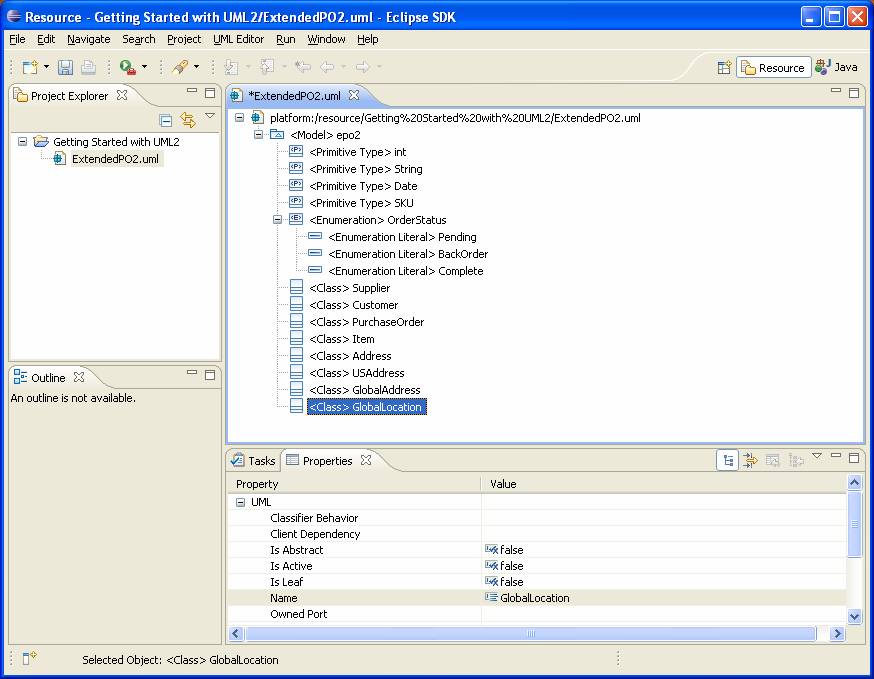 Resource - Getting Started with UML2/ExtendedPO2.uml - Eclipse SDK
File Edit Navigate Search Project UML Editor Run Window Help
Resource Java
Project Explorer
Getting Started with UML2
ExtendedPO2.uml
*ExtendedPO2.uml
platform:/resource/Getting%20Started%20with%20UML2/ExtendedPO2.uml
<Model> epo2
<Primitive Type> int
<Primitive Type> String
<Primitive Type> Date
<Primitive Type> SKU
<Enumeration> OrderStatus
<Enumeration Literal> Pending
<Enumeration Literal> BackOrder
<Enumeration Literal> Complete
<Class> Supplier
<Class> Customer
<Class> PurchaseOrder
<Class> Item
<Class> Address
<Class> USAddress
<Class> GlobalAddress
<Class> GlobalLocation
Outline
An outline is not available.
Tasks Properties
Property Value
UML
Classifier Behavior
Client Dependency
Is Abstract false
Is Active false
Is Leaf false
Name GlobalLocation
Owned Port
Selected Object: <Class> GlobalLocation